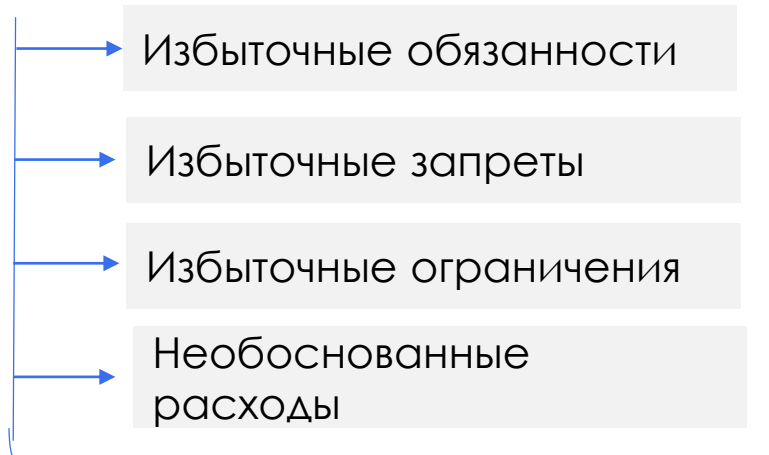 Избыточные обязанности
Избыточные запреты
Избыточные ограничения
Необоснованные
расходы